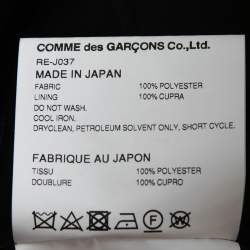 COMME des GARÇONS Co.,Ltd.
RE-J037
MADE IN JAPAN
FABRIC 100% POLYESTER
LINING 100% CUPRA
DO NOT WASH.
COOL IRON.
DRYCLEAN, PETROLEUM SOLVENT ONLY, SHORT CYCLE.
FABRIQUE AU JAPON
TISSU 100% POLYESTER
DOUBLURE 100% CUPRO
F W